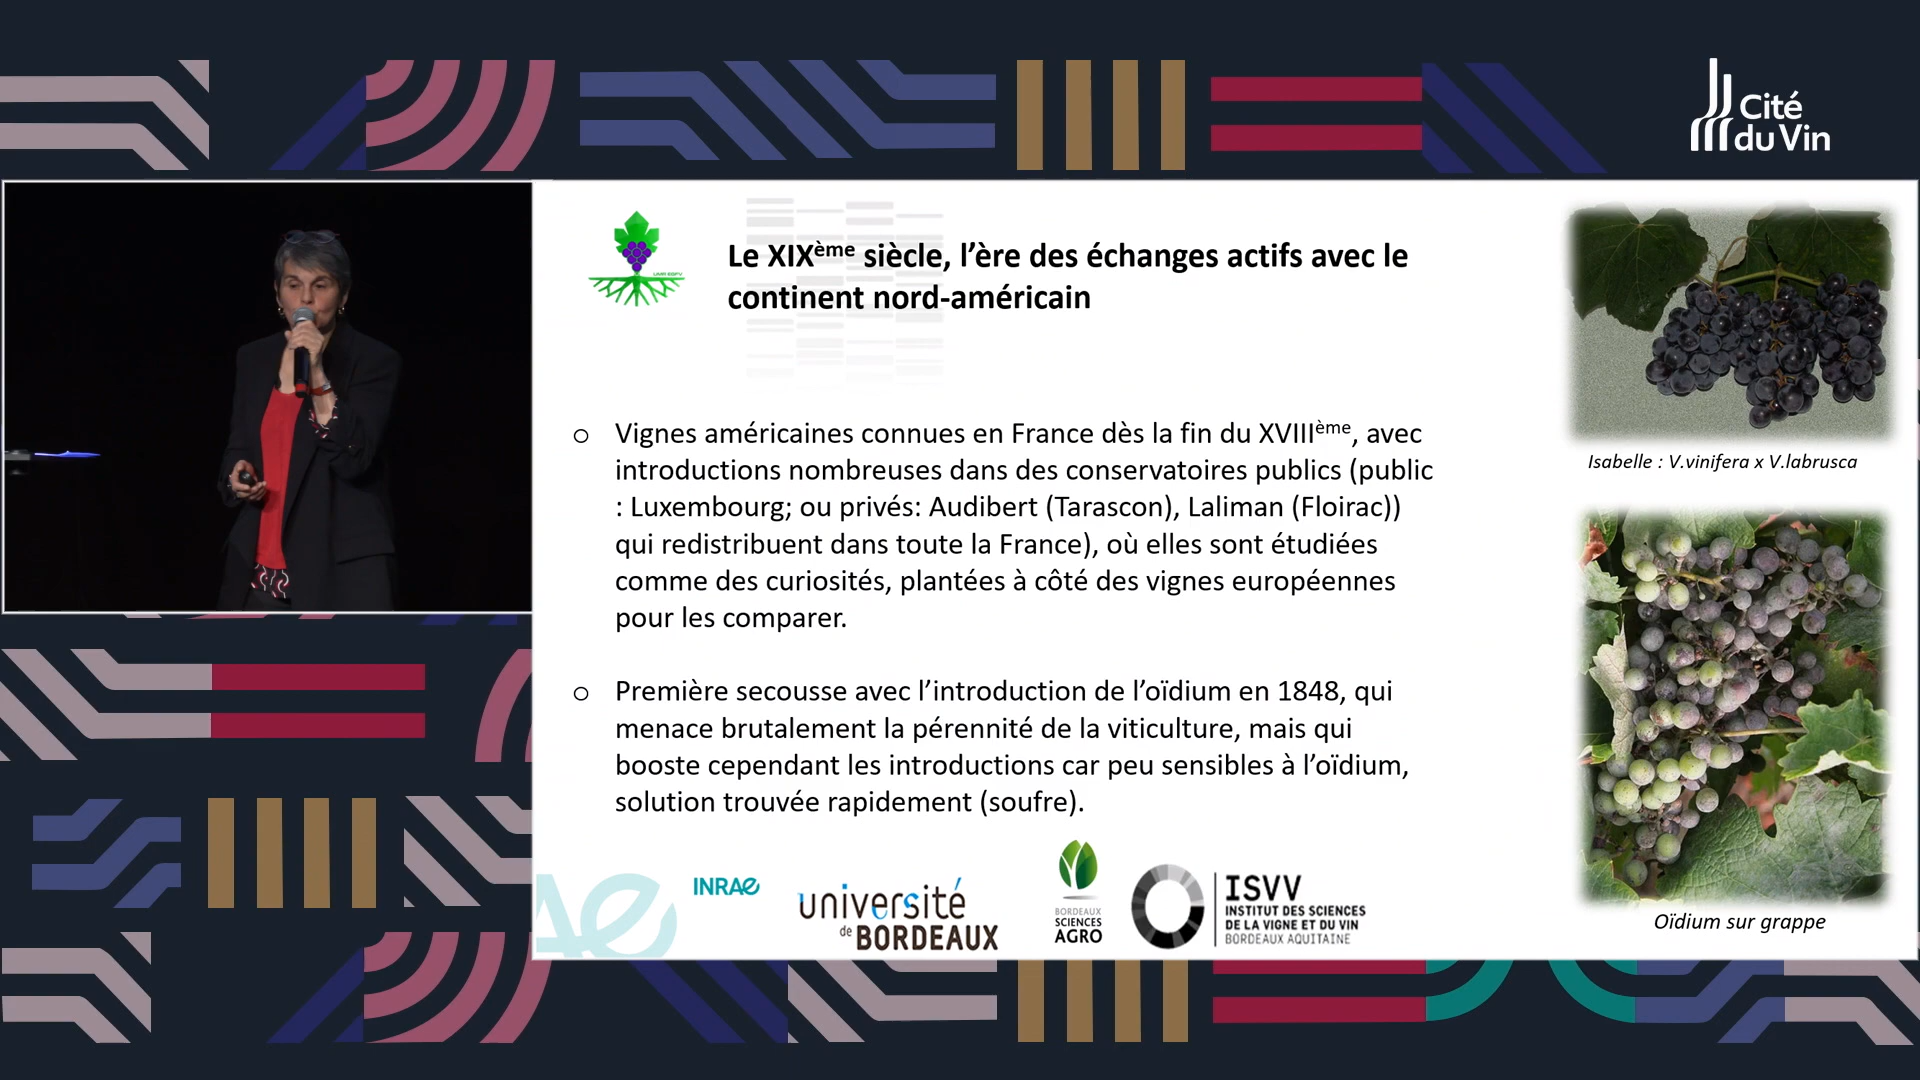 Cité
du Vin
Le XIXème siècle, l’ère des échanges actifs avec le
continent nord-américain
o Vignes américaines connues en France dès la fin du XVIIIème, avec
introductions nombreuses dans des conservatoires publics (public
: Luxembourg; ou privés: Audibert (Tarascon), Laliman (Floirac))
qui redistribuent dans toute la France), où elles sont étudiées
comme des curiosités, plantées à côté des vignes européennes
pour les comparer.
o Première secousse avec l’introduction de l’oïdium en 1848, qui
menace brutalement la pérennité de la viticulture, mais qui
booste cependant les introductions car peu sensibles à l’oïdium,
solution trouvée rapidement (soufre).
Isabelle : V.vinifera x V.labrusca
Oïdium sur grappe
INRAE
université
de BORDEAUX
BORDEAUX
SCIENCES
AGRO
ISVV
INSTITUT DES SCIENCES
DE LA VIGNE ET DU VIN
BORDEAUX AQUITAINE